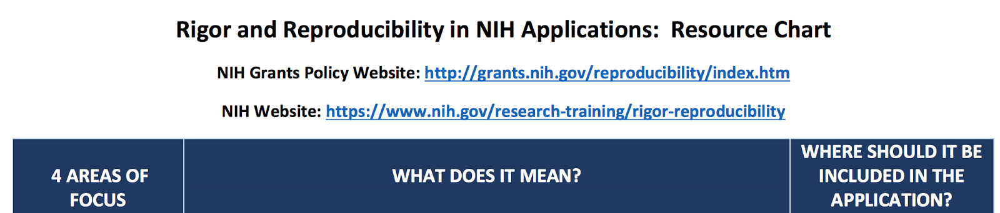 Rigor and Reproducibility in NIH Applications:  Resource Chart
NIH Grants Policy Website: http://grants.nih.gov/reproducibility/index.htm
NIH Website: https://www.nih.gov/research-training/rigor-reproducibility
4 AREAS OF
FOCUS
WHAT DOES IT MEAN?
WHERE SHOULD IT BE
INCLUDED IN THE
APPLICATION?